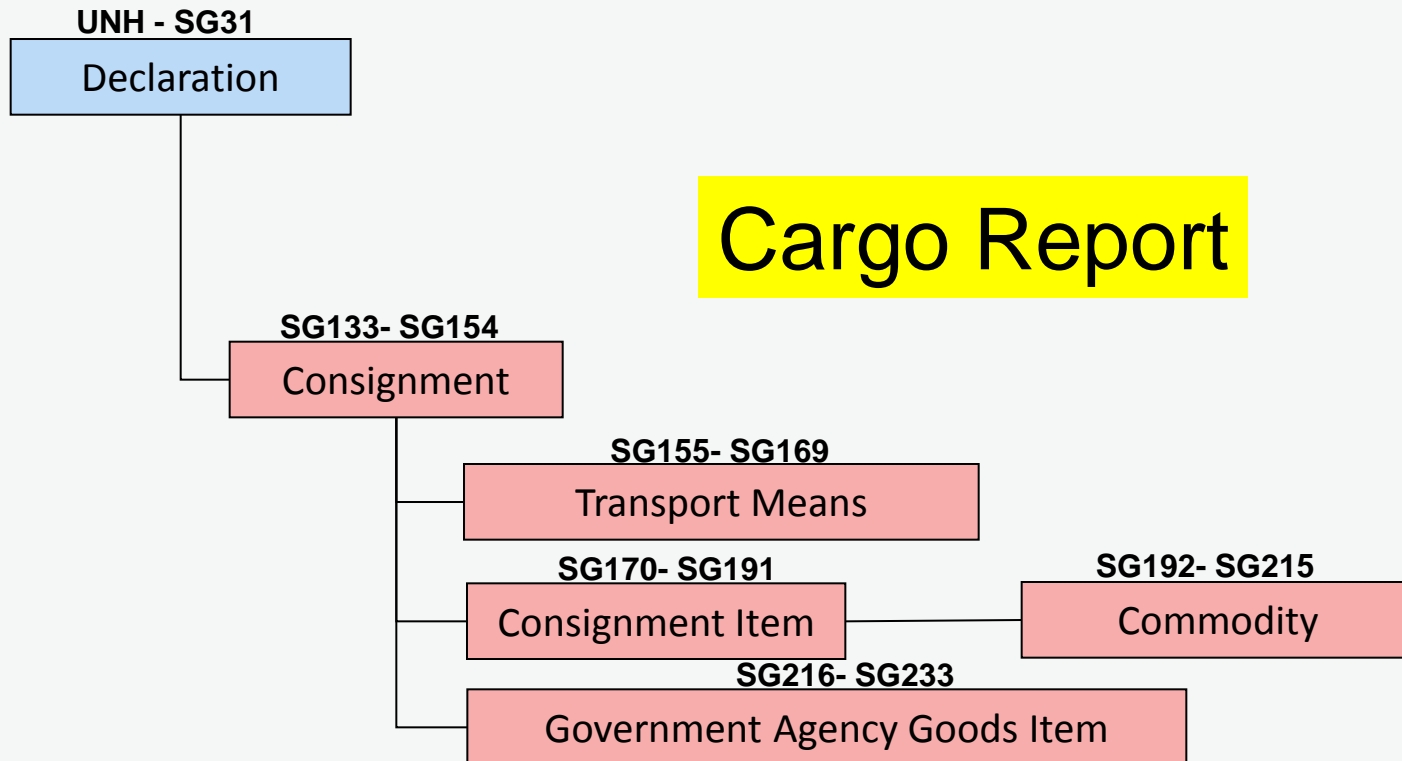 UNH - SG31
Declaration
Cargo Report
SG133- SG154
Consignment
SG155- SG169
Transport Means
SG170- SG191
Consignment Item
SG192- SG215
Commodity
SG216- SG233
Government Agency Goods Item